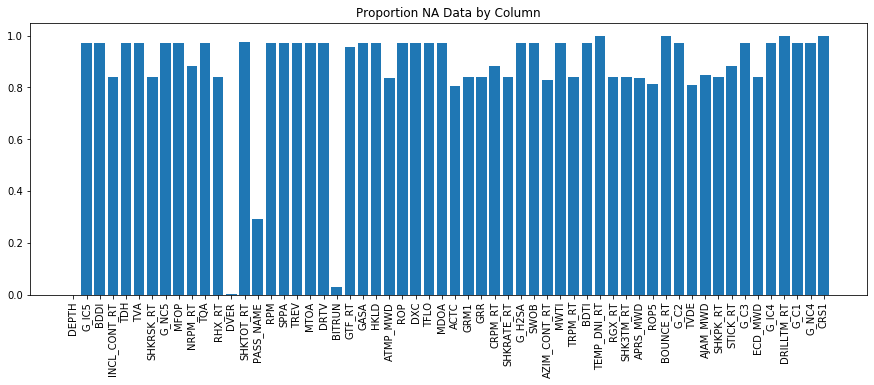 Proportion NA Data by Column
1.0
0.8
0.6
0.4
0.2
0.0
DEPTH
G_IC5
BDDI
INCL_CONT_RT
TDH
TVA
SHKRSK_RT
G_NC5
MFOP
NRPM_RT
TQA
RHX_RT
DVER
SHKTOT_RT
PASS_NAME
RPM
SPPA
TREV
MTOA
DRTV
BITRUN
GTF_RT
GASA
HKLD
ATMP_MWD
ROP
DXC
TFLO
MDOA
ACTC
GRM1
GRR
CRPM_RT
SHKRATE_RT
G_H2SA
SWOB
AZIM_CONT_RT
MWTI
TRPM_RT
BDTI
TEMP_DNI_RT
RGX_RT
SHK3TM_RT
APRS_MWD
ROP5
BOUNCE_RT
G_C2
TVDE
AJAM_MWD
SHKPK_RT
STICK_RT
G_C3
ECD_MWD
G_IC4
DRILLTM_RT
G_C1
G_NC4
CRS1